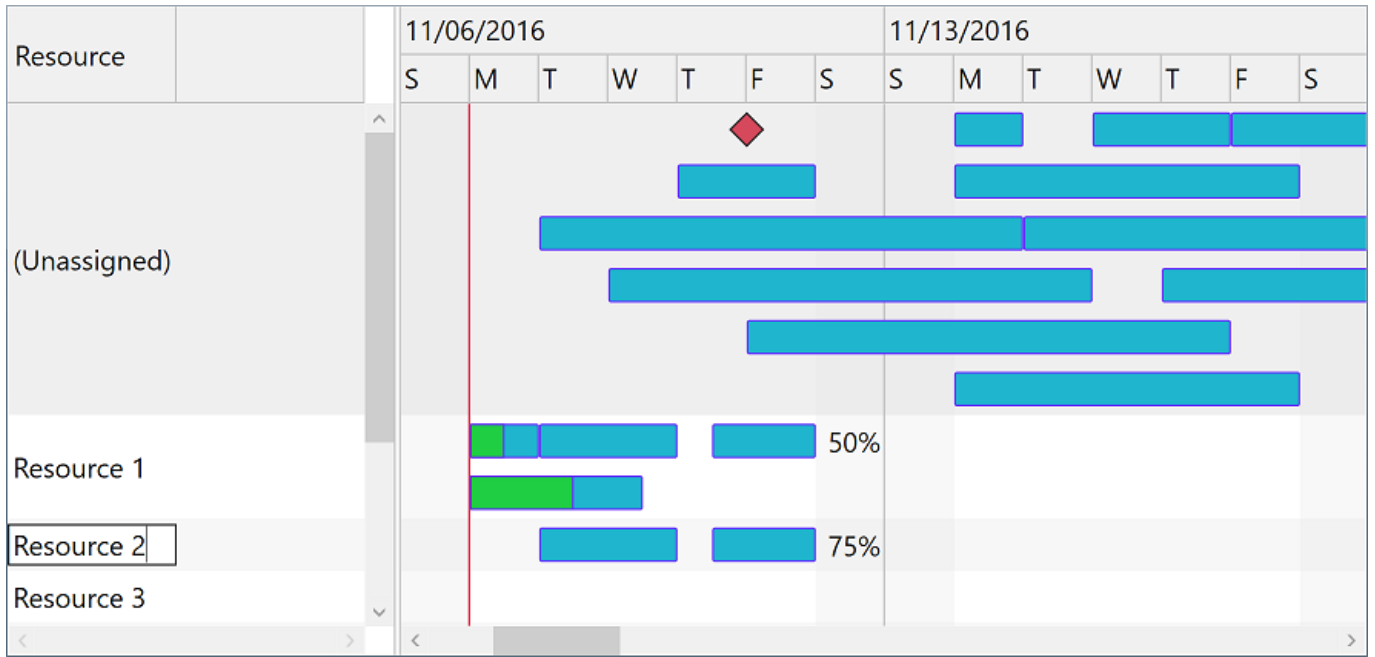 Resource
11/06/2016 11/13/2016
S M T W T F S S M T W T F S
(Unassigned)
Resource 1
50%
Resource 2
75%
Resource 3